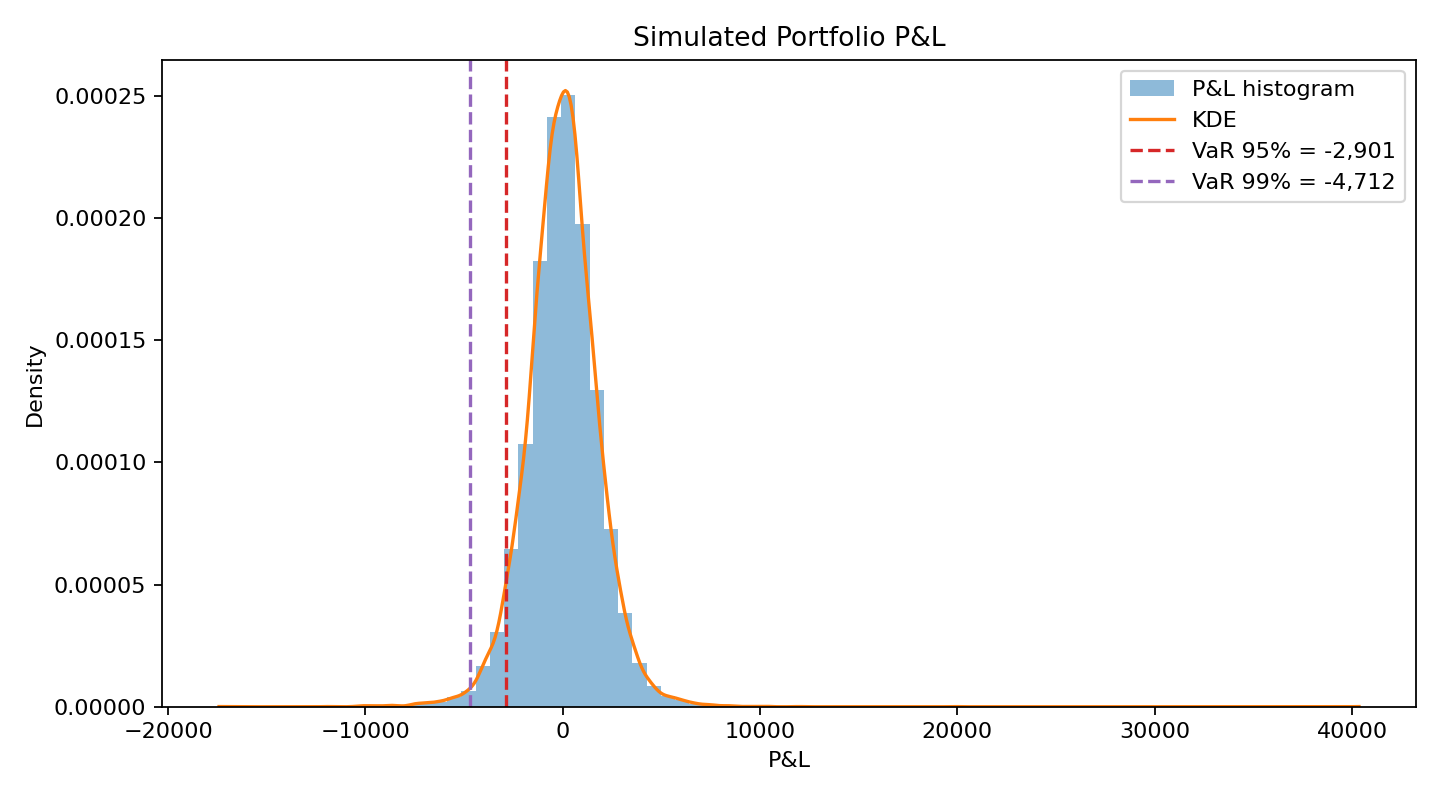 Simulated Portfolio P&L
P&L histogram
KDE
VaR 95% = -2,901
VaR 99% = -4,712
Density
0.00025
0.00020
0.00015
0.00010
0.00005
0.00000
−20000 −10000 0 10000 20000 30000 40000
P&L